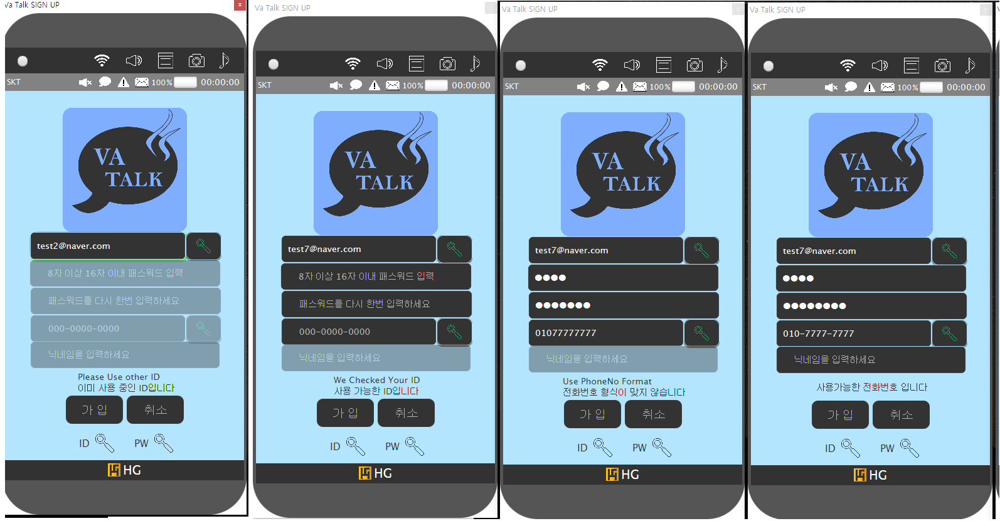 Va Talk SIGN UP
x
SKT
100%
00:00:00
VA
TALK
test2@naver.com
8자 이상 16자 이내 패스워드 입력
패스워드를 다시 한번 입력하세요
000-0000-0000
닉네임을 입력하세요
Please Use other ID
이미 사용 중인 ID입니다
가 입
취소
ID
PW
HG
Va Talk SIGN UP
SKT
100%
00:00:00
VA
TALK
test7@naver.com
8자 이상 16자 이내 패스워드 입력
패스워드를 다시 한번 입력하세요
000-0000-0000
닉네임을 입력하세요
We Checked Your ID
사용 가능한 ID입니다
가 입
취소
ID
PW
HG
Va Talk SIGN UP
SKT
100%
00:00:00
VA
TALK
test7@naver.com
●●●●
●●●●●●●
01077777777
닉네임을 입력하세요
Use PhoneNo Format
전화번호 형식이 맞지 않습니다
가 입
취소
ID
PW
HG
Va Talk SIGN UP
SKT
100%
00:00:00
VA
TALK
test7@naver.com
●●●●
●●●●●●●●
010-7777-7777
닉네임을 입력하세요
사용가능한 전화번호 입니다
가 입
취소
ID
PW
HG